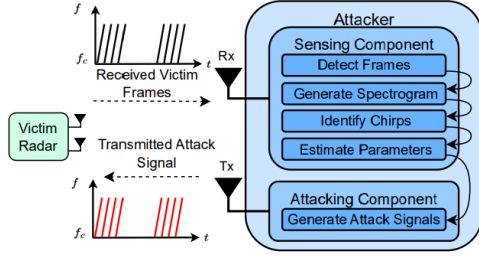 f
f_c
t
Received Victim
Frames
Victim
Radar
Transmitted Attack
Signal
f
f_c
t
Rx
Tx
Attacker
Sensing Component
Detect Frames
Generate Spectrogram
Identify Chirps
Estimate Parameters
Attacking Component
Generate Attack Signals